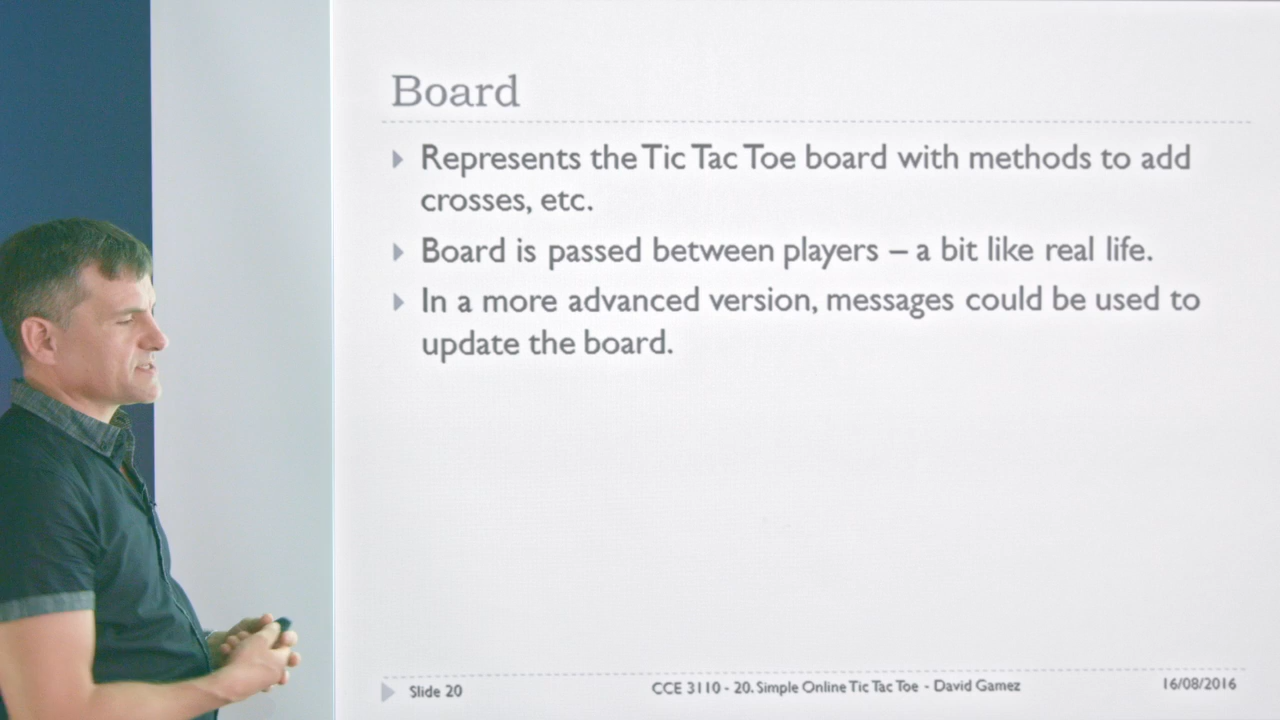 Board
Represents the Tic Tac Toe board with methods to add
crosses, etc.
Board is passed between players – a bit like real life.
In a more advanced version, messages could be used to
update the board.
Slide 20
CCE 3110 - 20. Simple Online Tic Tac Toe - David Gamez
16/08/2016